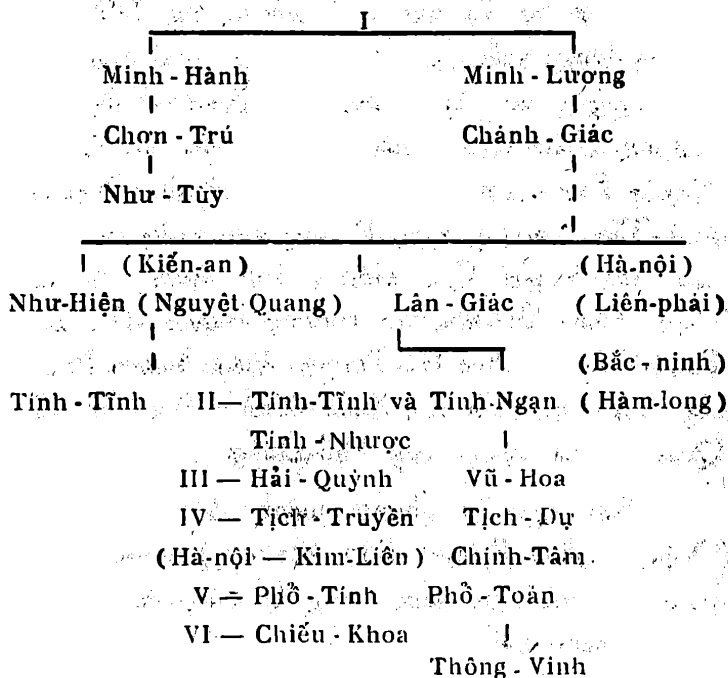 I
Minh - Hành Minh - Lương
Chơn - Trú Chánh - Giác
Như - Tùy
( Kiến-an ) ( Hà-nội )
Như-Hiện ( Nguyệt Quang ) Lân - Giác ( Liên-phái )
( Bắc - ninh )
Tính - Tĩnh II — Tính-Tĩnh và Tính-Ngạn ( Hàm-long )
Tính - Nhược
III — Hải - Quỳnh Vũ - Hoa
IV — Tịch - Truyền Tịch - Dự
( Hà-nội — Kim-Liên ) Chính-Tâm
V — Phổ - Tính Phổ - Toàn
VI — Chiếu - Khoa
Thông - Vinh